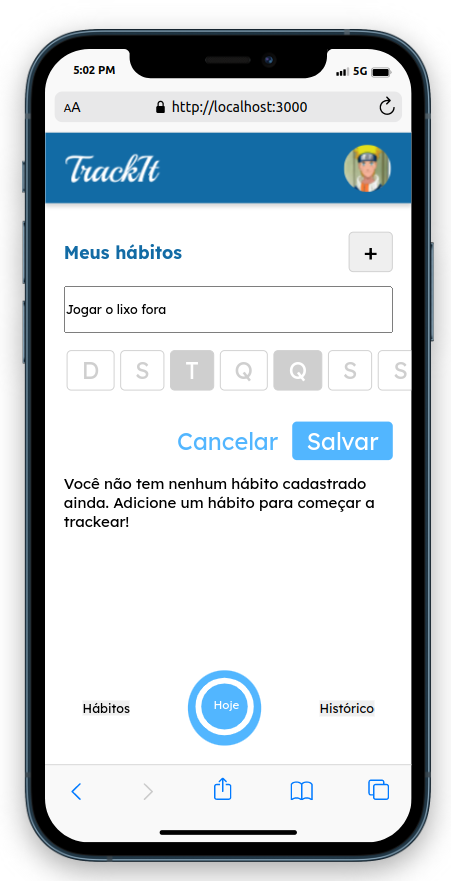 5:02 PM 5G
AA http://localhost:3000
TrackIt
Meus hábitos +
Jogar o lixo fora
D S T Q Q S S
Cancelar Salvar
Você não tem nenhum hábito cadastrado
ainda. Adicione um hábito para começar a
trackear!
Hábitos Hoje Histórico